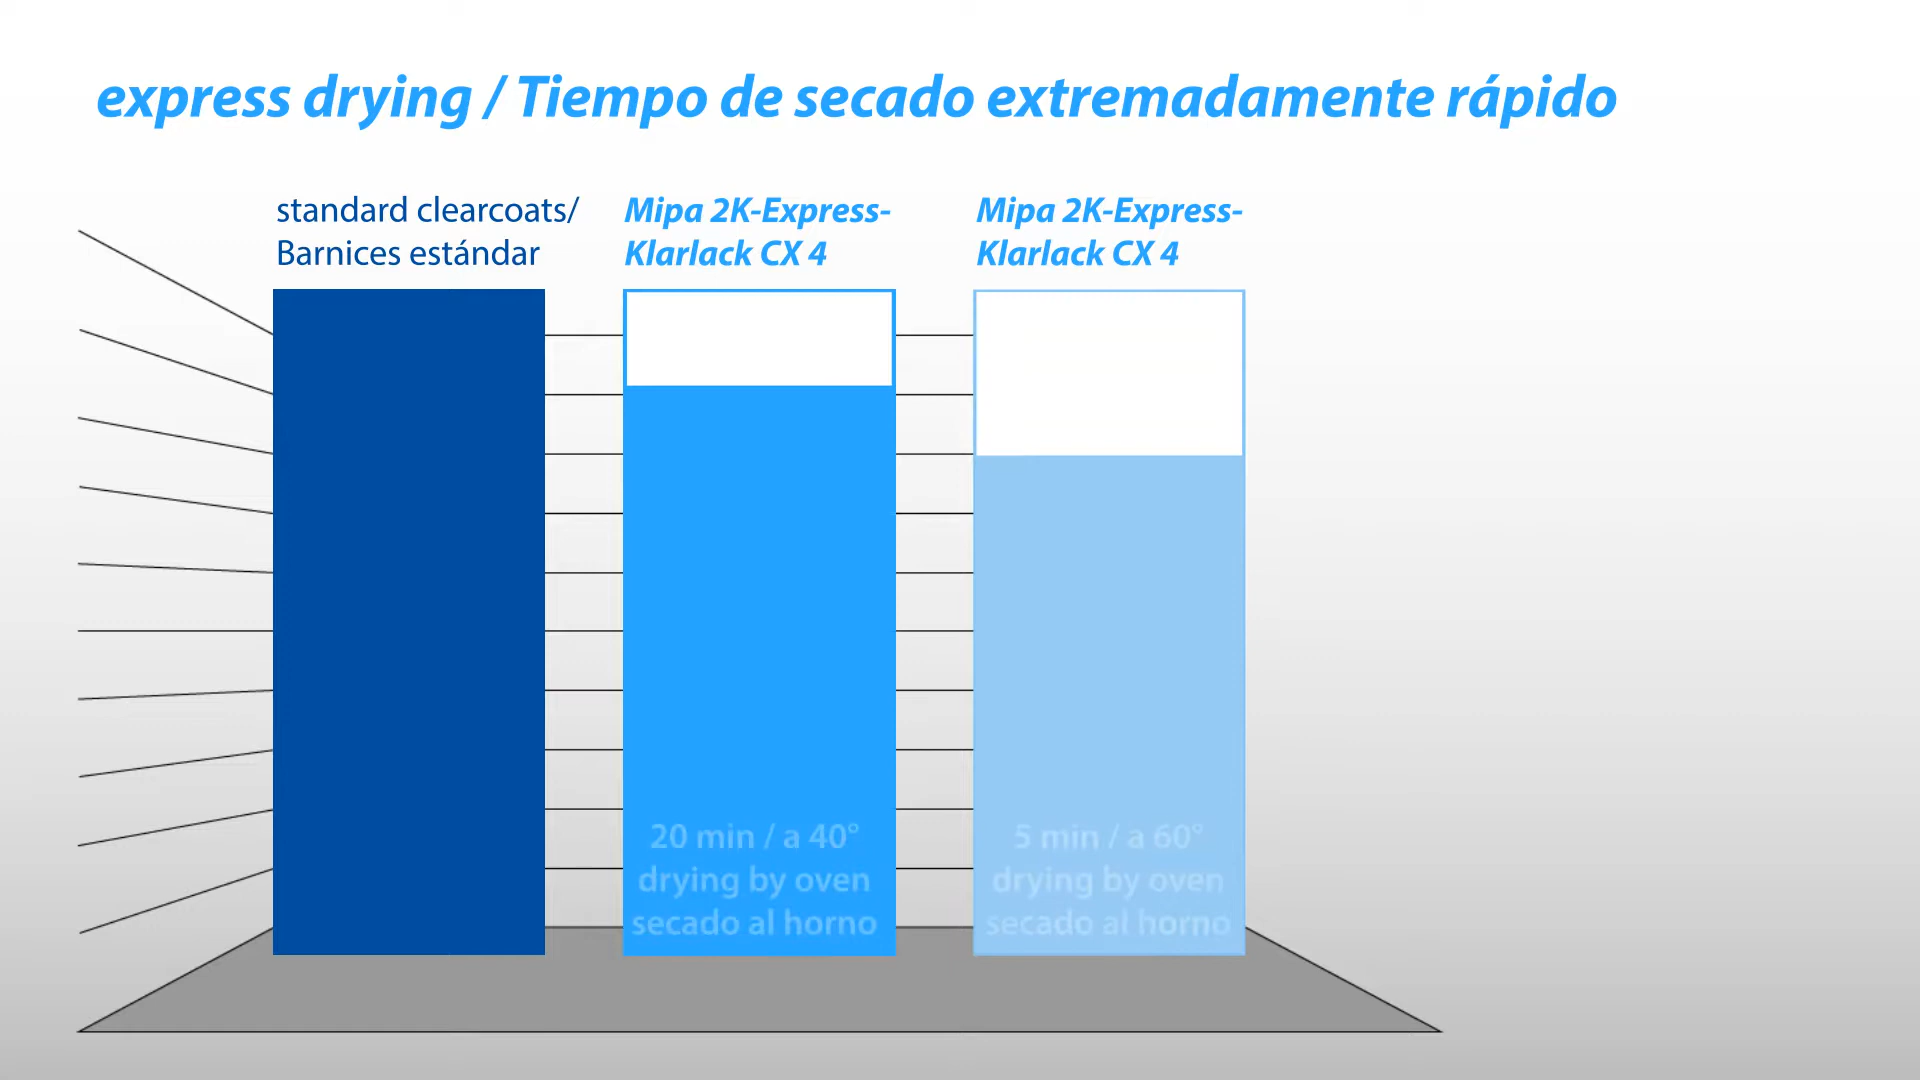 express drying / Tiempo de secado extremadamente rápido
standard clearcoats/
Barnices estándar
Mipa 2K-Express-
Klarlack CX 4
Mipa 2K-Express-
Klarlack CX 4
20 min / a 40°
drying by oven
secado al horno
5 min / a 60°
drying by oven
secado al horno